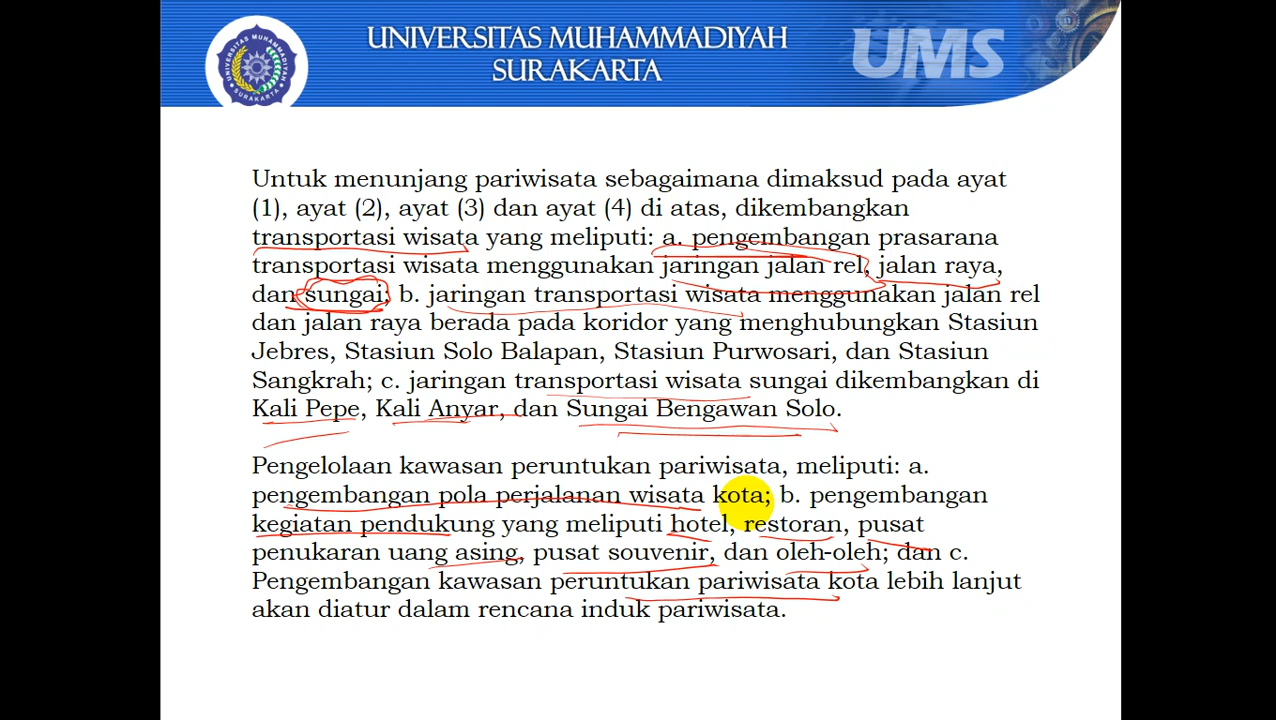 UNIVERSITAS MUHAMMADIYAH
SURAKARTA
UMS
UNIVERSITAS MUHAMMADIYAH
SURAKARTA
Untuk menunjang pariwisata sebagaimana dimaksud pada ayat
(1), ayat (2), ayat (3) dan ayat (4) di atas, dikembangkan
transportasi wisata yang meliputi: a. pengembangan prasarana
transportasi wisata menggunakan jaringan jalan rel, jalan raya,
dan sungai; b. jaringan transportasi wisata menggunakan jalan rel
dan jalan raya berada pada koridor yang menghubungkan Stasiun
Jebres, Stasiun Solo Balapan, Stasiun Purwosari, dan Stasiun
Sangkrah; c. jaringan transportasi wisata sungai dikembangkan di
Kali Pepe, Kali Anyar, dan Sungai Bengawan Solo.
Pengelolaan kawasan peruntukan pariwisata, meliputi: a.
pengembangan pola perjalanan wisata kota; b. pengembangan
kegiatan pendukung yang meliputi hotel, restoran, pusat
penukaran uang asing, pusat souvenir, dan oleh-oleh; dan c.
Pengembangan kawasan peruntukan pariwisata kota lebih lanjut
akan diatur dalam rencana induk pariwisata.